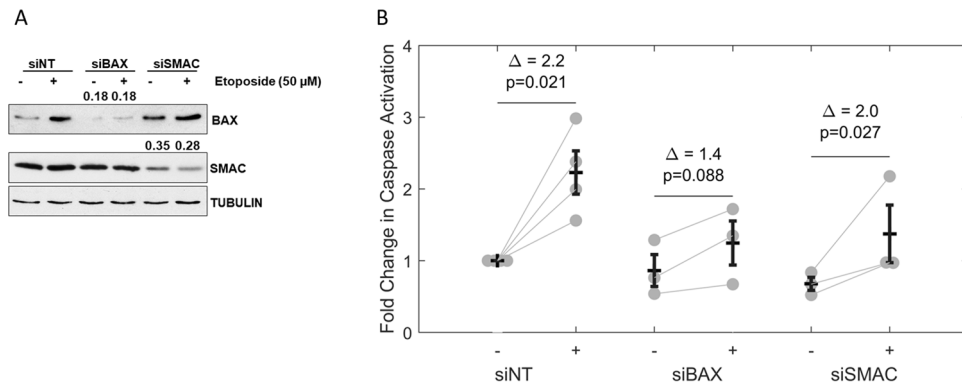 A
siNT siBAX siSMAC
- + - + - + Etoposide (50 µM)
0.18 0.18
BAX
0.35 0.28
SMAC
TUBULIN
B
Fold Change in Caspase Activation
4
3
2
1
0
Δ = 2.2
p=0.021
Δ = 1.4
p=0.088
Δ = 2.0
p=0.027
- + - + - +
siNT siBAX siSMAC